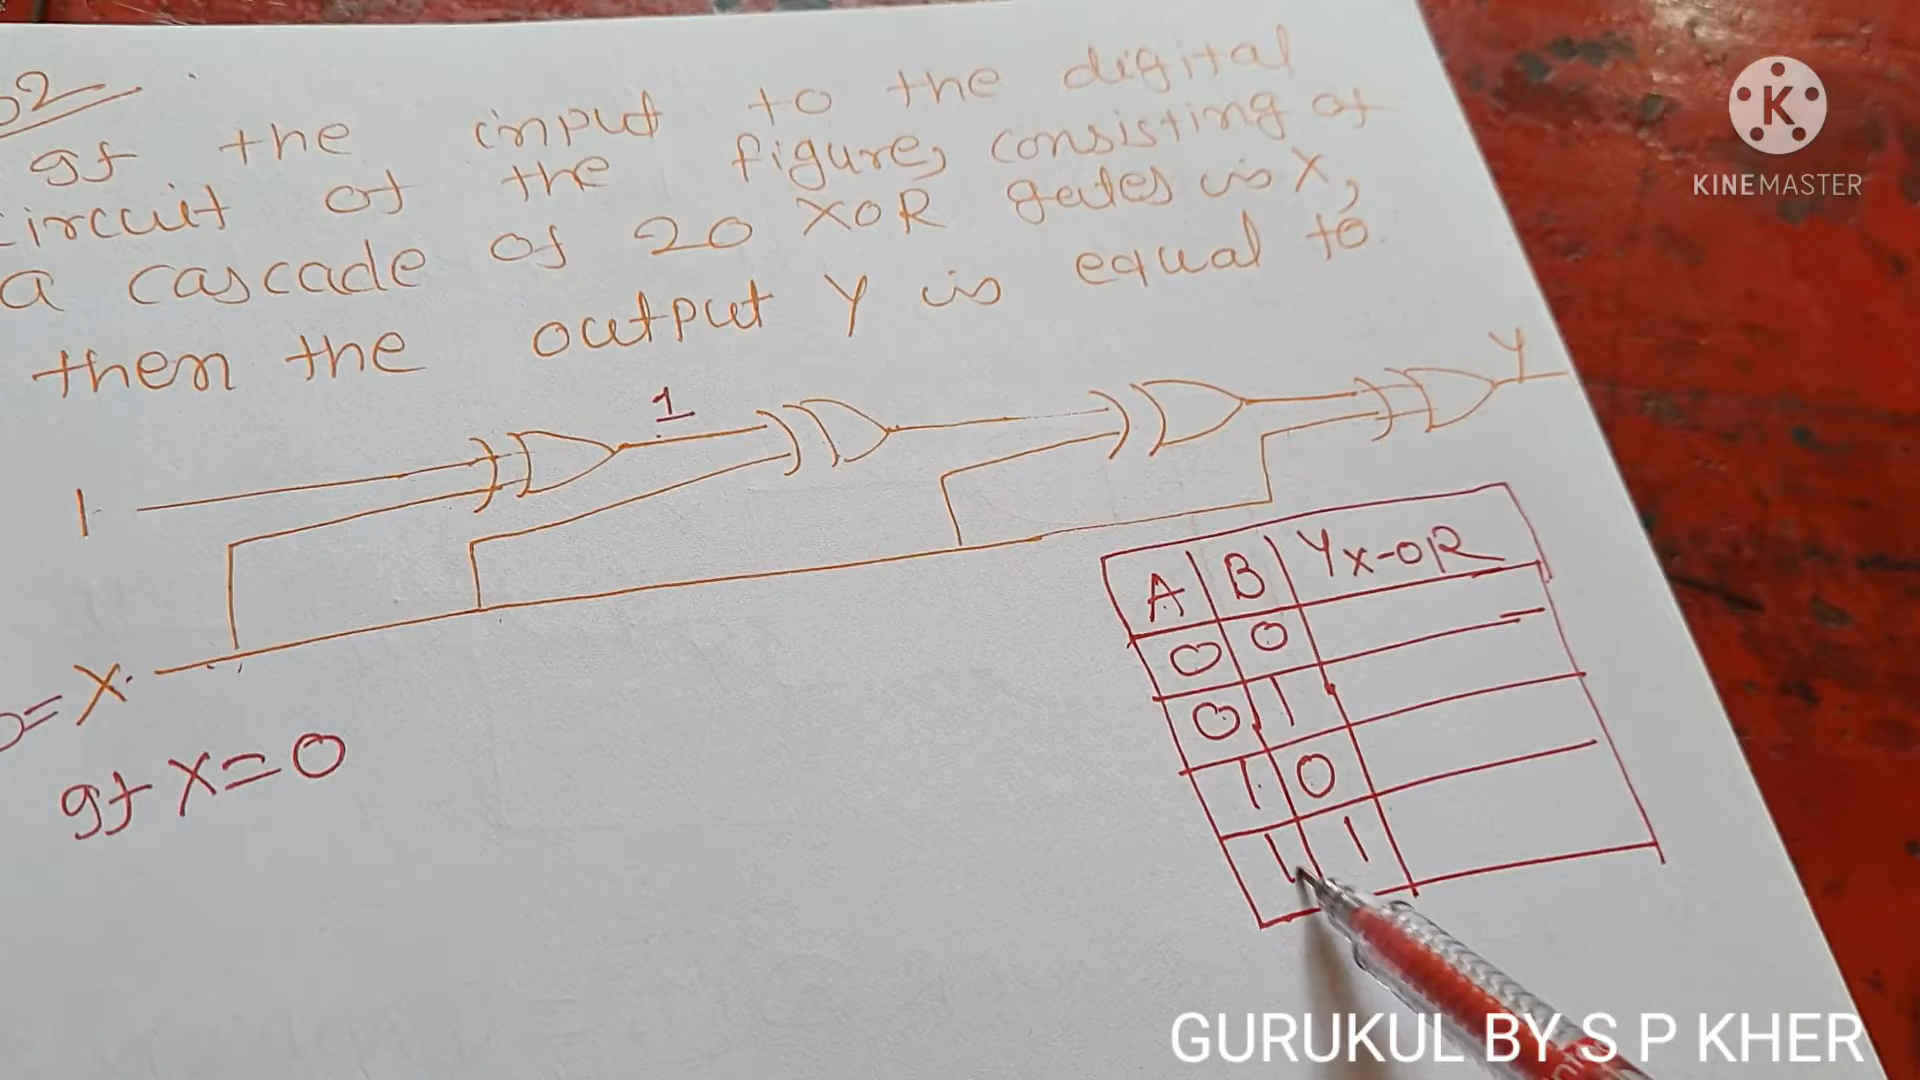 02
If the input to the digital
circuit of the figure, consisting of
a cascade of 20 XOR gates is X,
then the output Y is equal to
1
Y
1
0=X
If X=0
A B Yx-OR
0 0
0 1
1 0
1 1
K
KINEMASTER
GURUKUL BY S P KHER